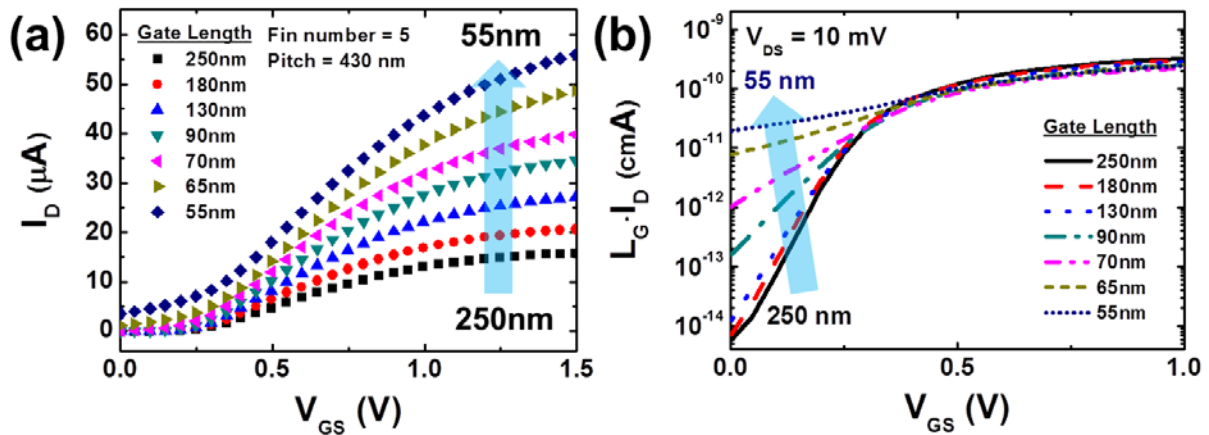 (a)
I_D (μA)
60
50
40
30
20
10
0
Gate Length
250nm
180nm
130nm
90nm
70nm
65nm
55nm
Fin number = 5
Pitch = 430 nm
55nm
250nm
0.0 0.5 1.0 1.5
V_GS (V)
(b)
L_G·I_D (cmA)
10^-9
10^-10
10^-11
10^-12
10^-13
10^-14
V_DS = 10 mV
55 nm
250 nm
Gate Length
250nm
180nm
130nm
90nm
70nm
65nm
55nm
0.0 0.5 1.0
V_GS (V)